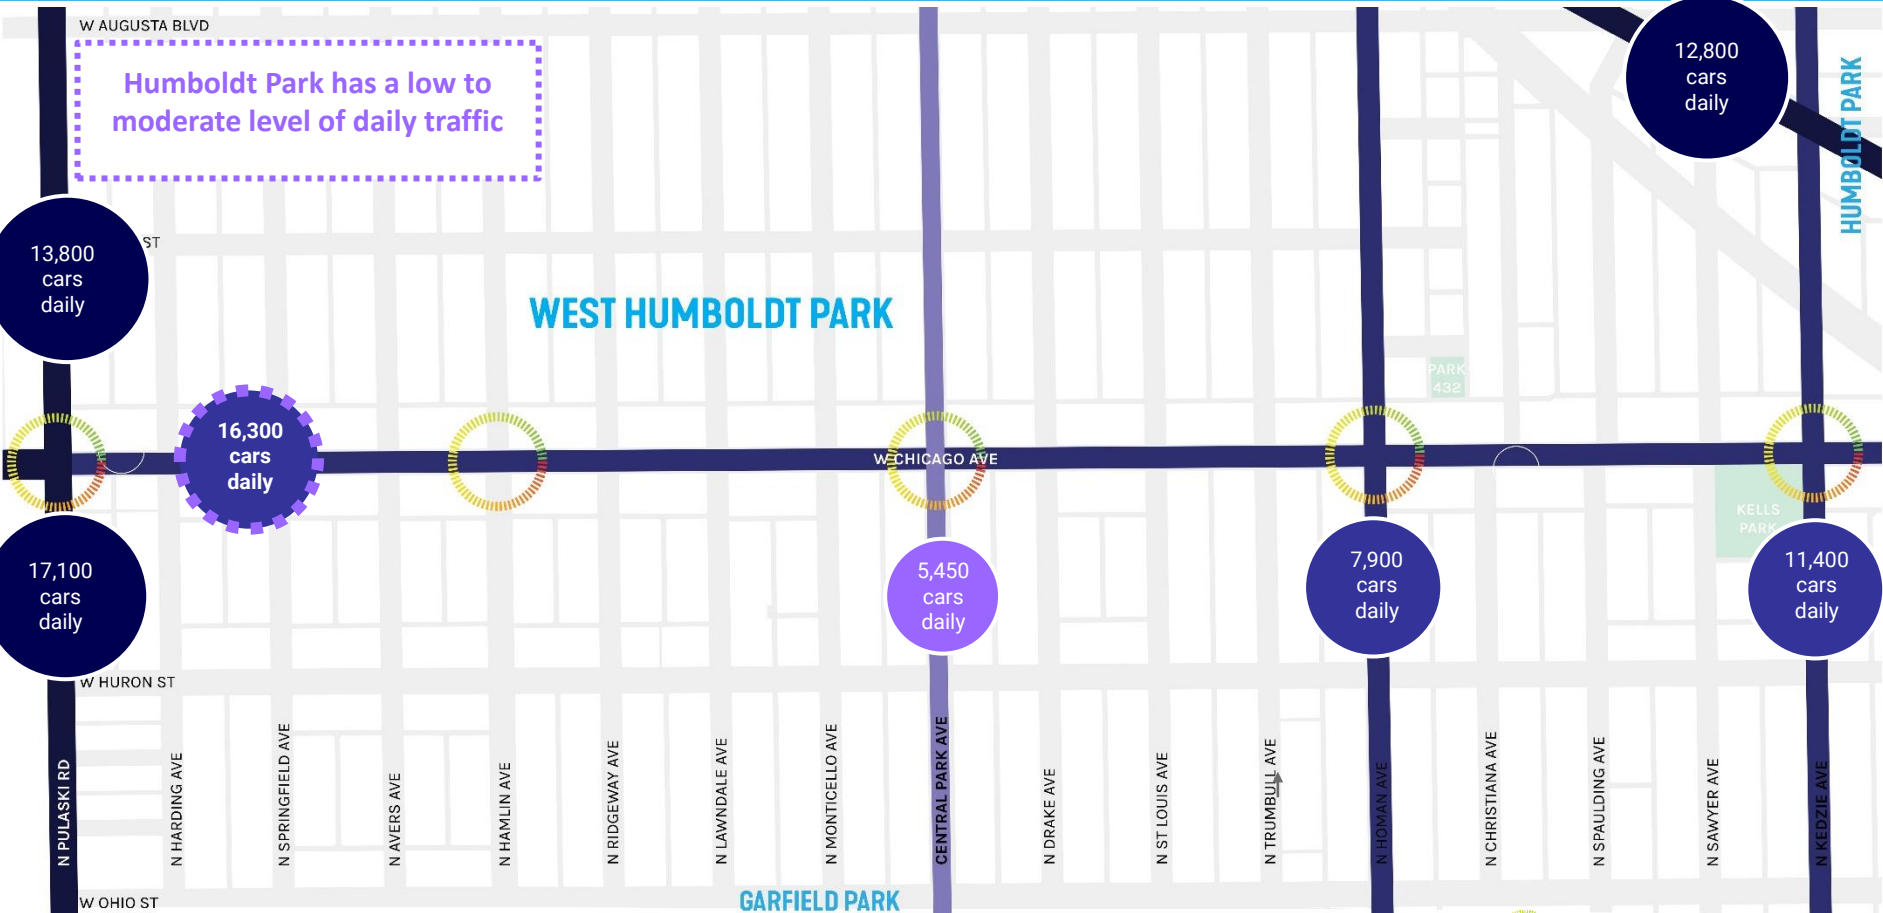 W AUGUSTA BLVD
Humboldt Park has a low to
moderate level of daily traffic
12,800
cars
daily
HUMBOLDT PARK
ST
13,800
cars
daily
WEST HUMBOLDT PARK
PARK
432
16,300
cars
daily
W CHICAGO AVE
KELLS
PARK
17,100
cars
daily
5,450
cars
daily
7,900
cars
daily
11,400
cars
daily
W HURON ST
N PULASKI RD
N HARDING AVE
N SPRINGFIELD AVE
N AVERS AVE
N HAMLIN AVE
N RIDGEWAY AVE
N LAWNDALE AVE
N MONTICELLO AVE
CENTRAL PARK AVE
N DRAKE AVE
N ST LOUIS AVE
N TRUMBULL AVE
N HOMAN AVE
N CHRISTIANA AVE
N SPAULDING AVE
N SAWYER AVE
N KEDZIE AVE
W OHIO ST
GARFIELD PARK